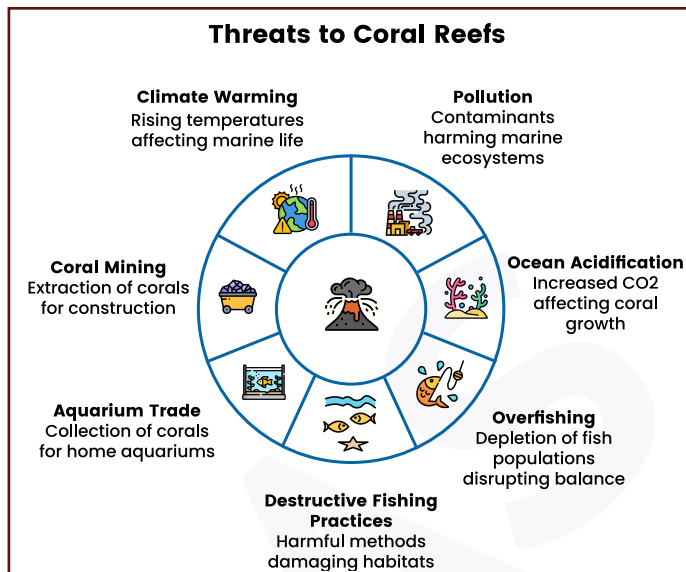 Threats to Coral Reefs
Climate Warming
Rising temperatures
affecting marine life
Pollution
Contaminants
harming marine
ecosystems
Coral Mining
Extraction of corals
for construction
Ocean Acidification
Increased CO2
affecting coral
growth
Aquarium Trade
Collection of corals
for home aquariums
Overfishing
Depletion of fish
populations
disrupting balance
Destructive Fishing
Practices
Harmful methods
damaging habitats